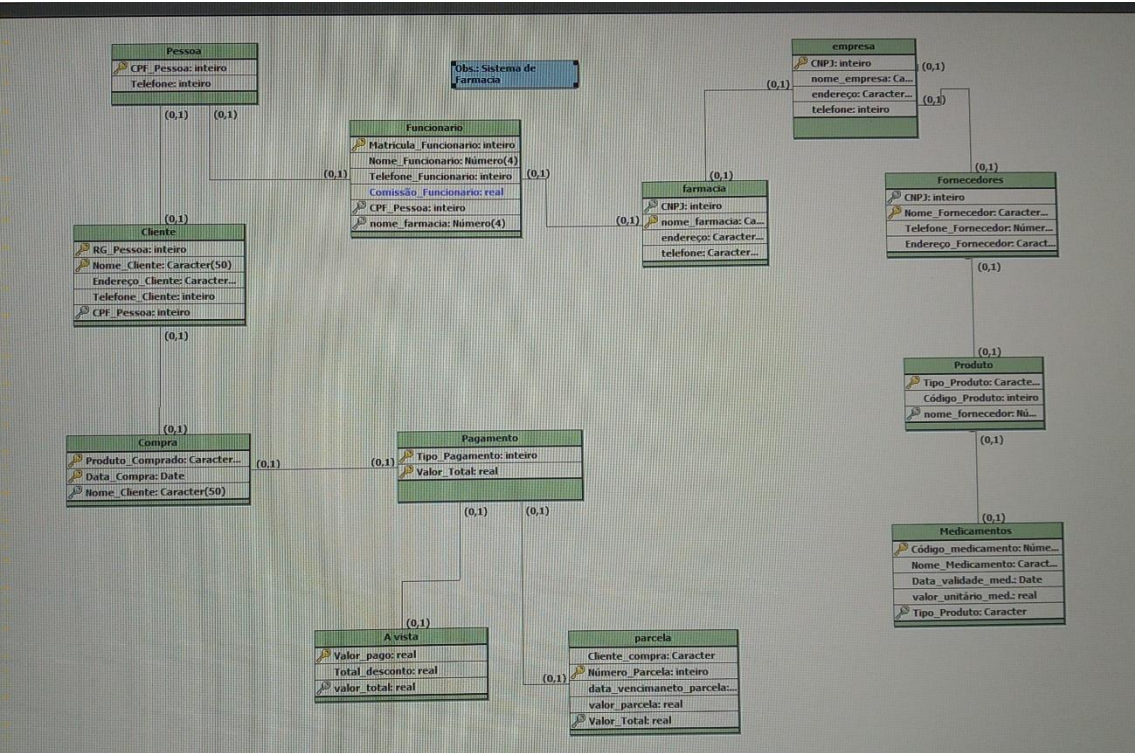 Pessoa
CPF_Pessoa: inteiro
Telefone: inteiro
(0,1)
(0,1)
Obs.: Sistema de
Farmacia
empresa
CNPJ: inteiro
nome_empresa: Ca...
endereço: Caracter...
telefone: inteiro
(0,1)
(0,1)
(0,1)
Funcionario
Matricula_Funcionario: inteiro
Nome_Funcionario: Número(4)
Telefone_Funcionario: inteiro
Comissão_Funcionario: real
CPF_Pessoa: inteiro
nome_farmacia: Número(4)
(0,1)
(0,1)
(0,1)
farmacia
CNPJ: inteiro
nome_farmacia: Ca...
endereço: Caracter...
telefone: Caracter...
(0,1)
(0,1)
Fornecedores
CNPJ: inteiro
Nome_Fornecedor: Caracter...
Telefone_Fornecedor: Númer...
Endereço_Fornecedor: Caract...
(0,1)
(0,1)
Cliente
RG_Pessoa: inteiro
Nome_Cliente: Caracter(50)
Endereço_Cliente: Caracter...
Telefone_Cliente: inteiro
CPF_Pessoa: inteiro
(0,1)
(0,1)
Produto
Tipo_Produto: Caracte...
Código_Produto: inteiro
nome_fornecedor: Nú...
(0,1)
(0,1)
Compra
Produto_Comprado: Caracter...
Data_Compra: Date
Nome_Cliente: Caracter(50)
(0,1)
(0,1)
Pagamento
Tipo_Pagamento: inteiro
Valor_Total: real
(0,1)
(0,1)
(0,1)
Medicamentos
Código_medicamento: Núme...
Nome_Medicamento: Caract...
Data_validade_med.: Date
valor_unitário_med.: real
Tipo_Produto: Caracter
(0,1)
A vista
Valor_pago: real
Total_desconto: real
valor_total: real
(0,1)
parcela
Cliente_compra: Caracter
Número_Parcela: inteiro
data_vencimaneto_parcela:...
valor_parcela: real
Valor_Total: real